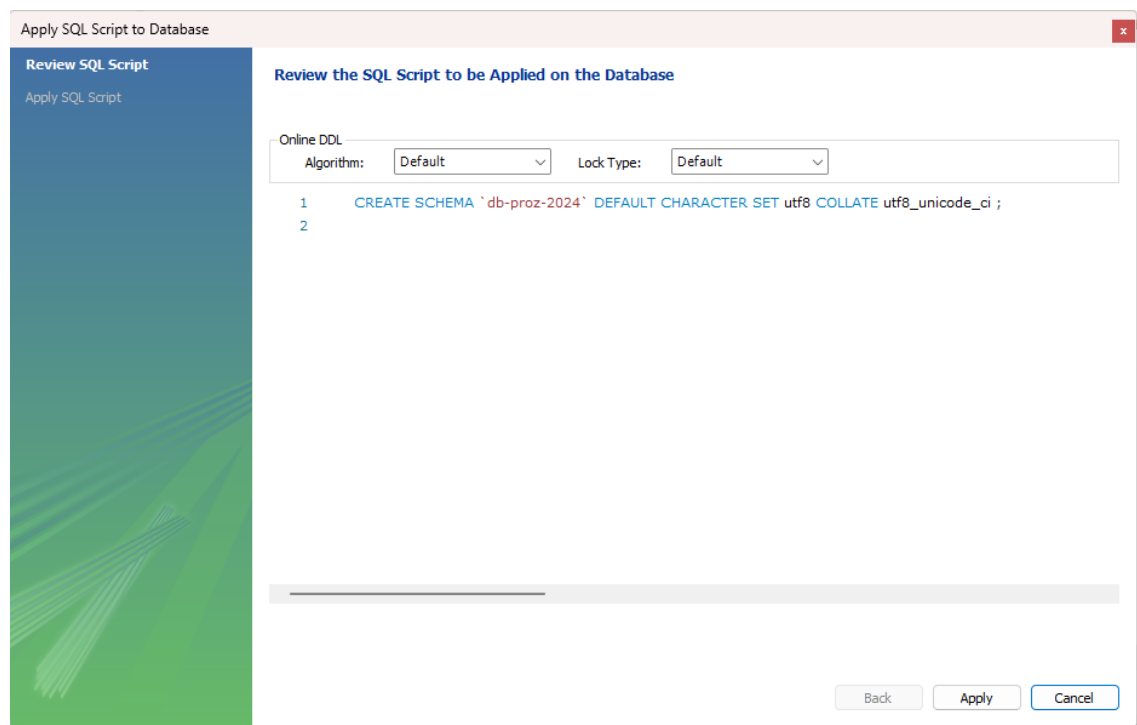 Apply SQL Script to Database
x
Review SQL Script
Apply SQL Script
Review the SQL Script to be Applied on the Database
Online DDL
Algorithm: Default Lock Type: Default
1 CREATE SCHEMA `db-proz-2024` DEFAULT CHARACTER SET utf8 COLLATE utf8_unicode_ci ;
2
Back Apply Cancel